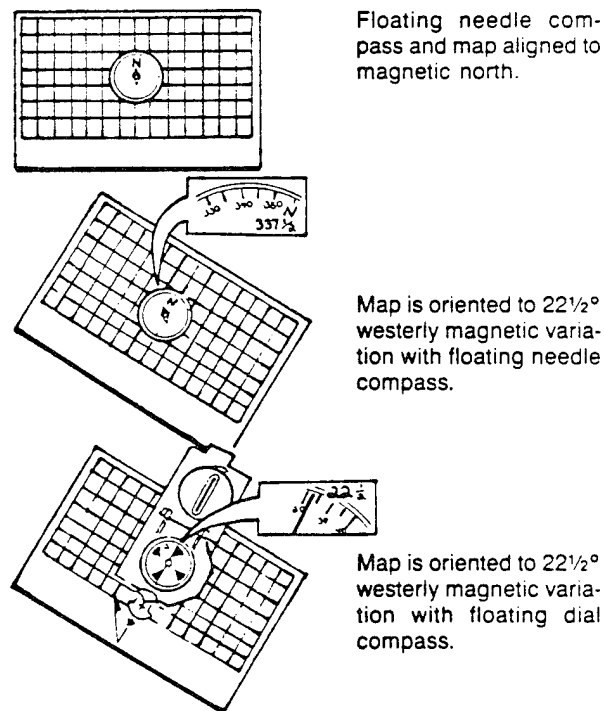 Floating needle com-
pass and map aligned to
magnetic north.
N
330 340 350
N
337½
N
Map is oriented to 22½°
westerly magnetic varia-
tion with floating needle
compass.
22½
30
Map is oriented to 22½°
westerly magnetic varia-
tion with floating dial
compass.